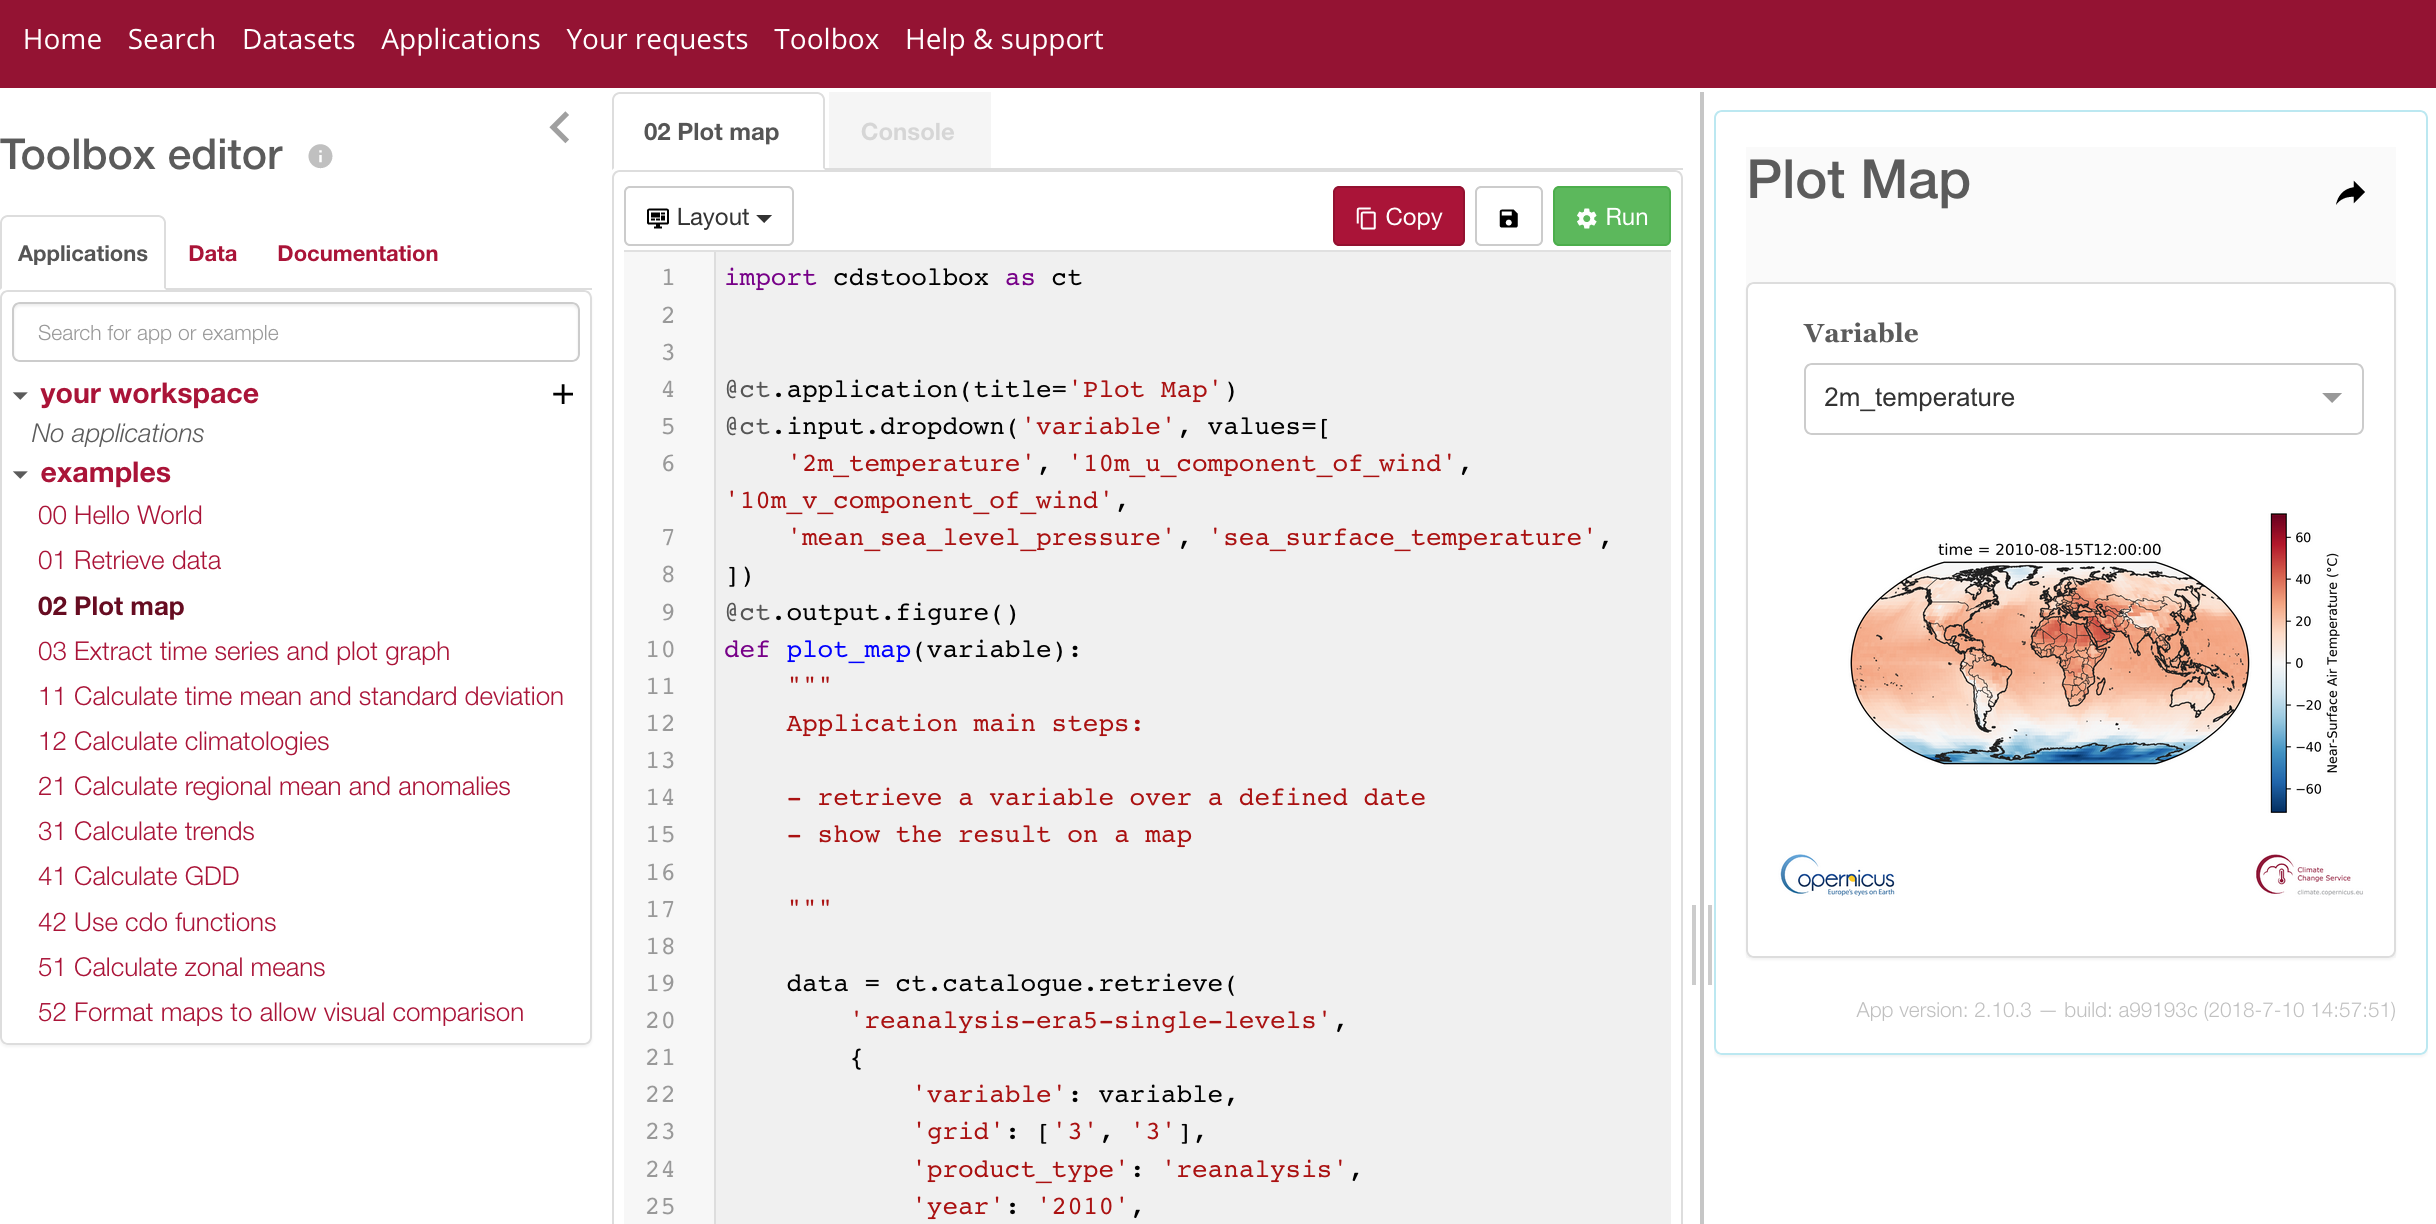 Home Search Datasets Applications Your requests Toolbox Help & support
Toolbox editor
Applications Data Documentation
Search for app or example
your workspace +
No applications
examples
00 Hello World
01 Retrieve data
02 Plot map
03 Extract time series and plot graph
11 Calculate time mean and standard deviation
12 Calculate climatologies
21 Calculate regional mean and anomalies
31 Calculate trends
41 Calculate GDD
42 Use cdo functions
51 Calculate zonal means
52 Format maps to allow visual comparison
02 Plot map Console
Layout Copy Run
1 import cdstoolbox as ct
2
3
4 @ct.application(title='Plot Map')
5 @ct.input.dropdown('variable', values=[
6 '2m_temperature', '10m_u_component_of_wind',
'10m_v_component_of_wind',
7 'mean_sea_level_pressure', 'sea_surface_temperature',
8 ])
9 @ct.output.figure()
10 def plot_map(variable):
11 """
12 Application main steps:
13
14 - retrieve a variable over a defined date
15 - show the result on a map
16
17 """
18
19 data = ct.catalogue.retrieve(
20 'reanalysis-era5-single-levels',
21 {
22 'variable': variable,
23 'grid': ['3', '3'],
24 'product_type': 'reanalysis',
25 'year': '2010',
Plot Map
Variable
2m_temperature
time = 2010-08-15T12:00:00
60
40
20
0
−20
−40
−60
Near-Surface Air Temperature (°C)
Copernicus
Europe's eyes on Earth
Climate
Change Service
climate.copernicus.eu
App version: 2.10.3 — build: a99193c (2018-7-10 14:57:51)